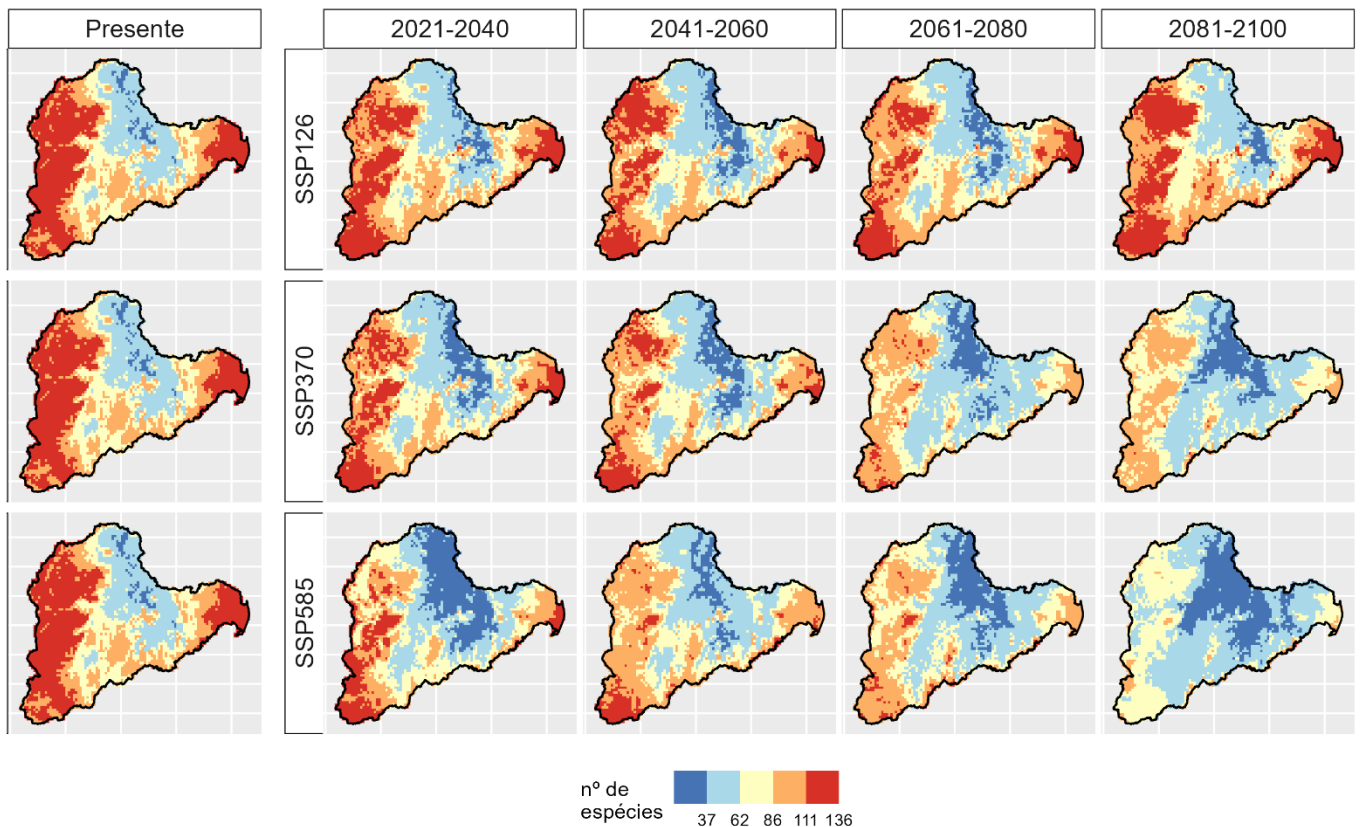 Presente
2021-2040
2041-2060
2061-2080
2081-2100
SSP126
SSP370
SSP585
nº de
espécies
37 62 86 111 136